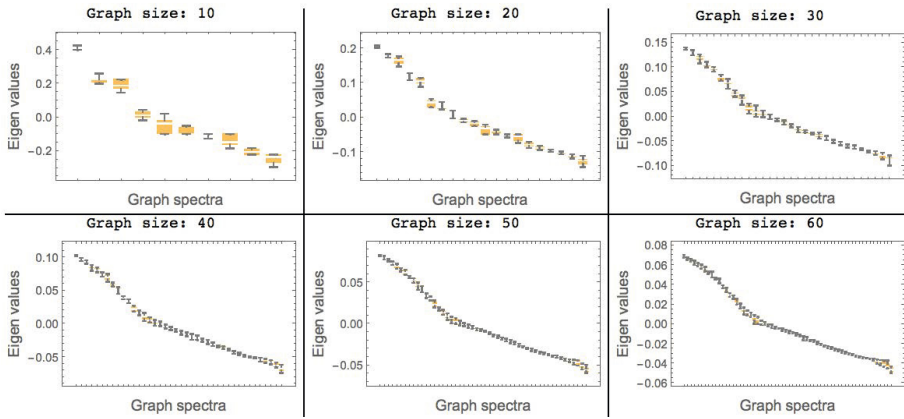 Graph size: 10
0.4
0.2
0.0
-0.2
Eigen values
Graph spectra
Graph size: 20
0.2
0.1
0.0
-0.1
Eigen values
Graph spectra
Graph size: 30
0.15
0.10
0.05
0.00
-0.05
-0.10
Eigen values
Graph spectra
Graph size: 40
0.10
0.05
0.00
-0.05
Eigen values
Graph spectra
Graph size: 50
0.05
0.00
-0.05
Eigen values
Graph spectra
Graph size: 60
0.08
0.06
0.04
0.02
0.00
-0.02
-0.04
-0.06
Eigen values
Graph spectra